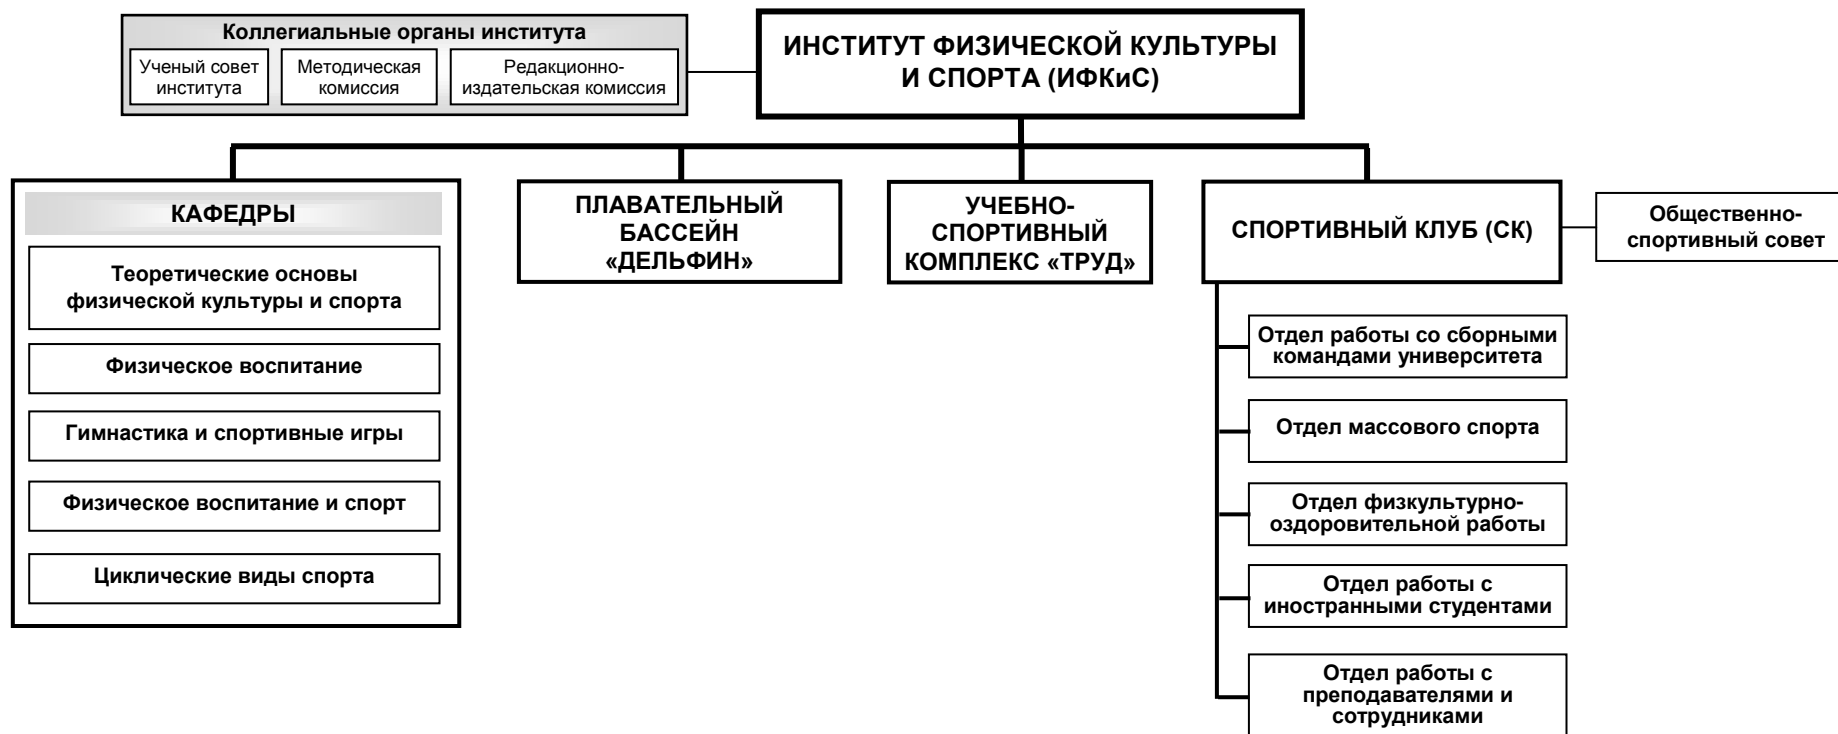 Коллегиальные органы института
Ученый совет
института
Методическая
комиссия
Редакционно-
издательская комиссия
ИНСТИТУТ ФИЗИЧЕСКОЙ КУЛЬТУРЫ
И СПОРТА (ИФКиС)
КАФЕДРЫ
Теоретические основы
физической культуры и спорта
Физическое воспитание
Гимнастика и спортивные игры
Физическое воспитание и спорт
Циклические виды спорта
ПЛАВАТЕЛЬНЫЙ
БАССЕЙН
«ДЕЛЬФИН»
УЧЕБНО-
СПОРТИВНЫЙ
КОМПЛЕКС «ТРУД»
СПОРТИВНЫЙ КЛУБ (СК)
Общественно-
спортивный совет
Отдел работы со сборными
командами университета
Отдел массового спорта
Отдел физкультурно-
оздоровительной работы
Отдел работы с
иностранными студентами
Отдел работы с
преподавателями и
сотрудниками